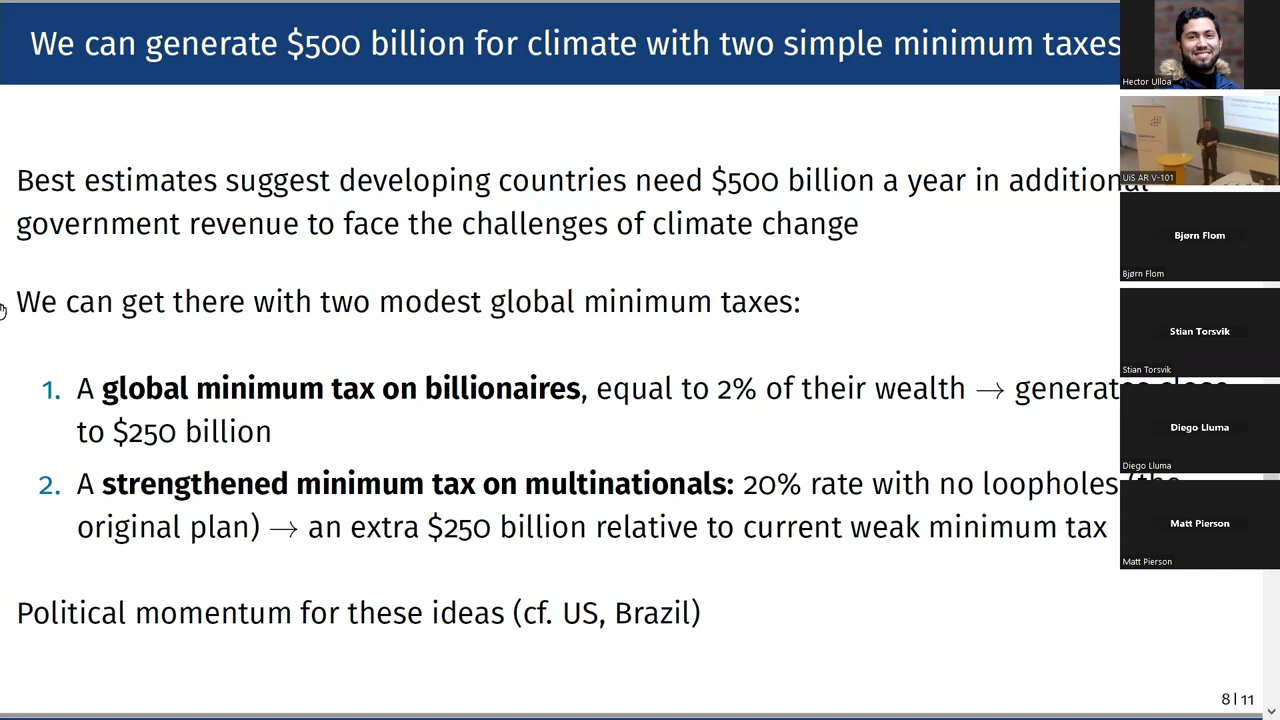 We can generate $500 billion for climate with two simple minimum taxes
Best estimates suggest developing countries need $500 billion a year in additional
government revenue to face the challenges of climate change
We can get there with two modest global minimum taxes:
1. A global minimum tax on billionaires, equal to 2% of their wealth → generates close
to $250 billion
2. A strengthened minimum tax on multinationals: 20% rate with no loopholes (the
original plan) → an extra $250 billion relative to current weak minimum tax
Political momentum for these ideas (cf. US, Brazil)
8 | 11
Hector Ulloa
UiS AR V-101
Bjørn Flom
Bjørn Flom
Stian Torsvik
Stian Torsvik
Diego Lluma
Diego Lluma
Matt Pierson
Matt Pierson